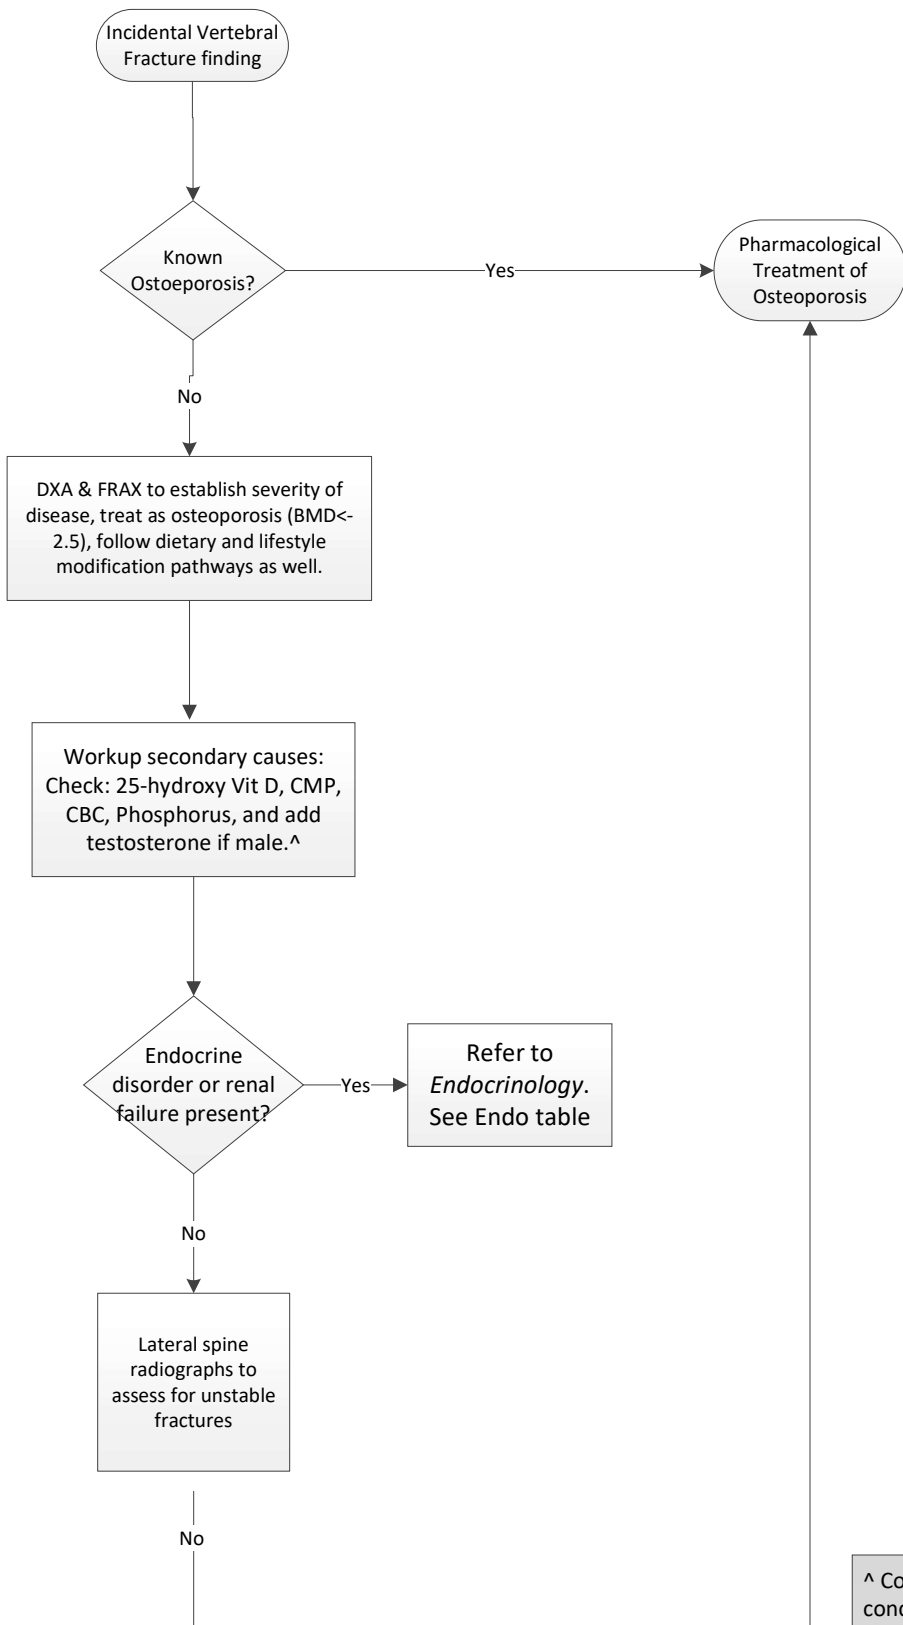 Incidental Vertebral
Fracture finding
Known
Ostoeporosis?
Yes
Pharmacological
Treatment of
Osteoporosis
No
DXA & FRAX to establish severity of
disease, treat as osteoporosis (BMD<-
2.5), follow dietary and lifestyle
modification pathways as well.
Workup secondary causes:
Check: 25-hydroxy Vit D, CMP,
CBC, Phosphorus, and add
testosterone if male.^
Endocrine
disorder or renal
failure present?
Yes
Refer to
Endocrinology.
See Endo table
No
Lateral spine
radiographs to
assess for unstable
fractures
No
^ Co